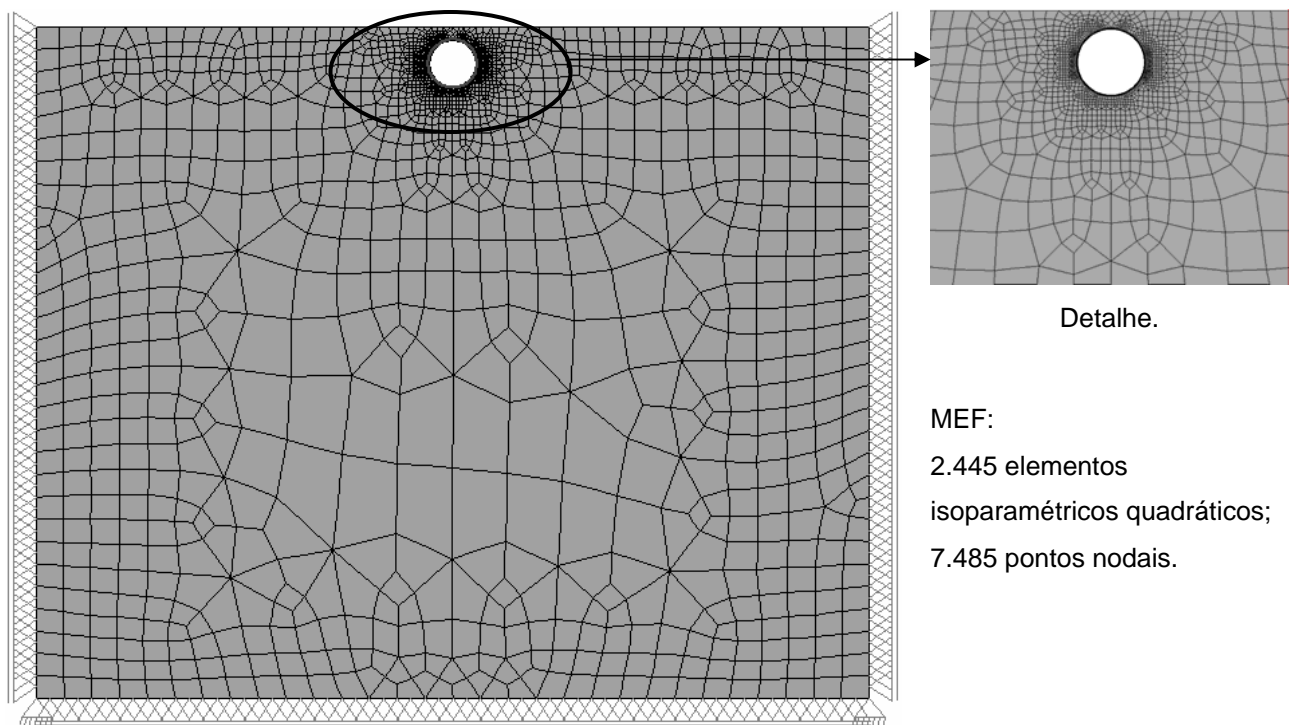 Detalhe.
MEF:
2.445 elementos
isoparamétricos quadráticos;
7.485 pontos nodais.